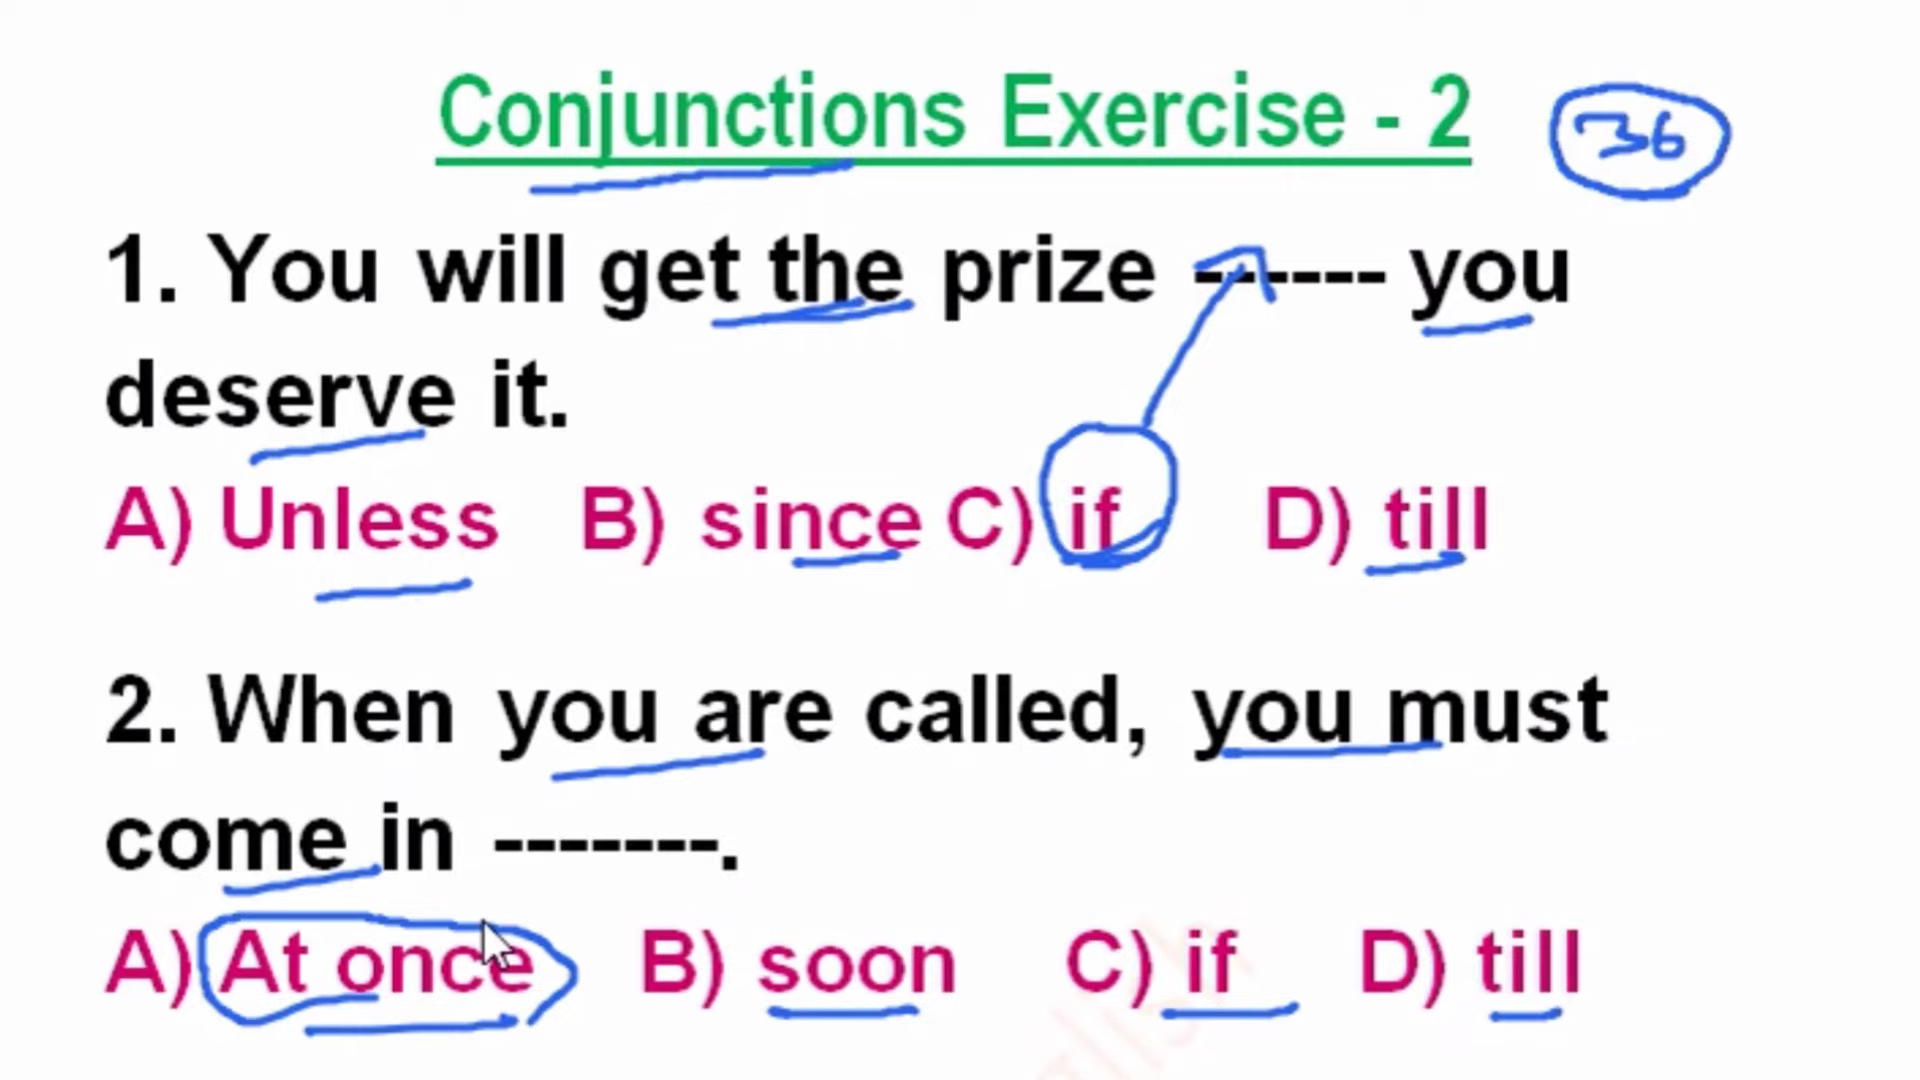 Conjunctions Exercise - 2 36
1. You will get the prize ------ you
deserve it.
A) Unless B) since C) if D) till
2. When you are called, you must
come in -------.
A) At once B) soon C) if D) till